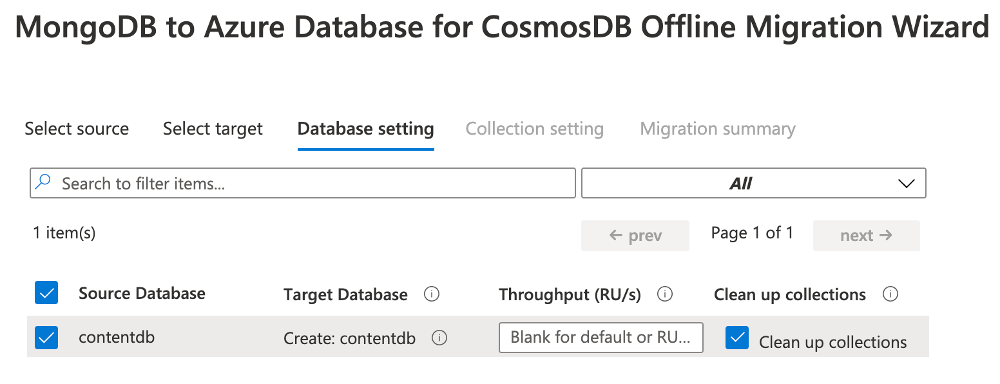 MongoDB to Azure Database for CosmosDB Offline Migration Wizard
Select source Select target Database setting Collection setting Migration summary
Search to filter items... All
1 item(s) ← prev Page 1 of 1 next →
Source Database Target Database Throughput (RU/s) Clean up collections
contentdb Create: contentdb Blank for default or RU... Clean up collections